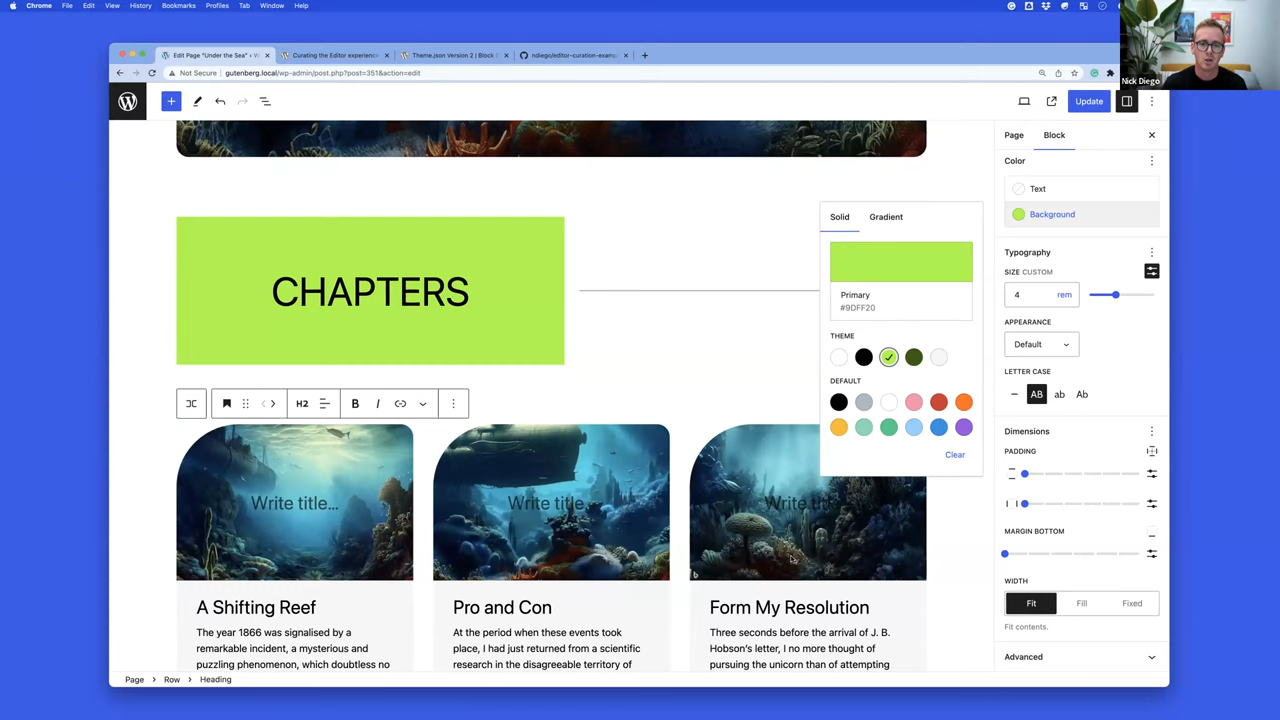 Chrome File Edit View History Bookmarks Profiles Tab Window Help
Nick Diego
Edit Page "Under the Sea" ‹ W
Curating the Editor experience
Theme.json Version 2 | Block E
ndiego/editor-curation-example
Not Secure gutenberg.local/wp-admin/post.php?post=351&action=edit
Update
Page Block
Color
Text
Background
Solid Gradient
Primary
#9DFF20
THEME
DEFAULT
Clear
Typography
SIZE CUSTOM
4 rem
APPEARANCE
Default
LETTER CASE
AB ab Ab
Dimensions
PADDING
MARGIN BOTTOM
WIDTH
Fit Fill Fixed
Fit contents.
Advanced
CHAPTERS
H2 B I
Write title...
Write title...
Write title
A Shifting Reef
The year 1866 was signalised by a
remarkable incident, a mysterious and
puzzling phenomenon, which doubtless no
Pro and Con
At the period when these events took
place, I had just returned from a scientific
research in the disagreeable territory of
Form My Resolution
Three seconds before the arrival of J. B.
Hobson's letter, I no more thought of
pursuing the unicorn than of attempting
Page Row Heading